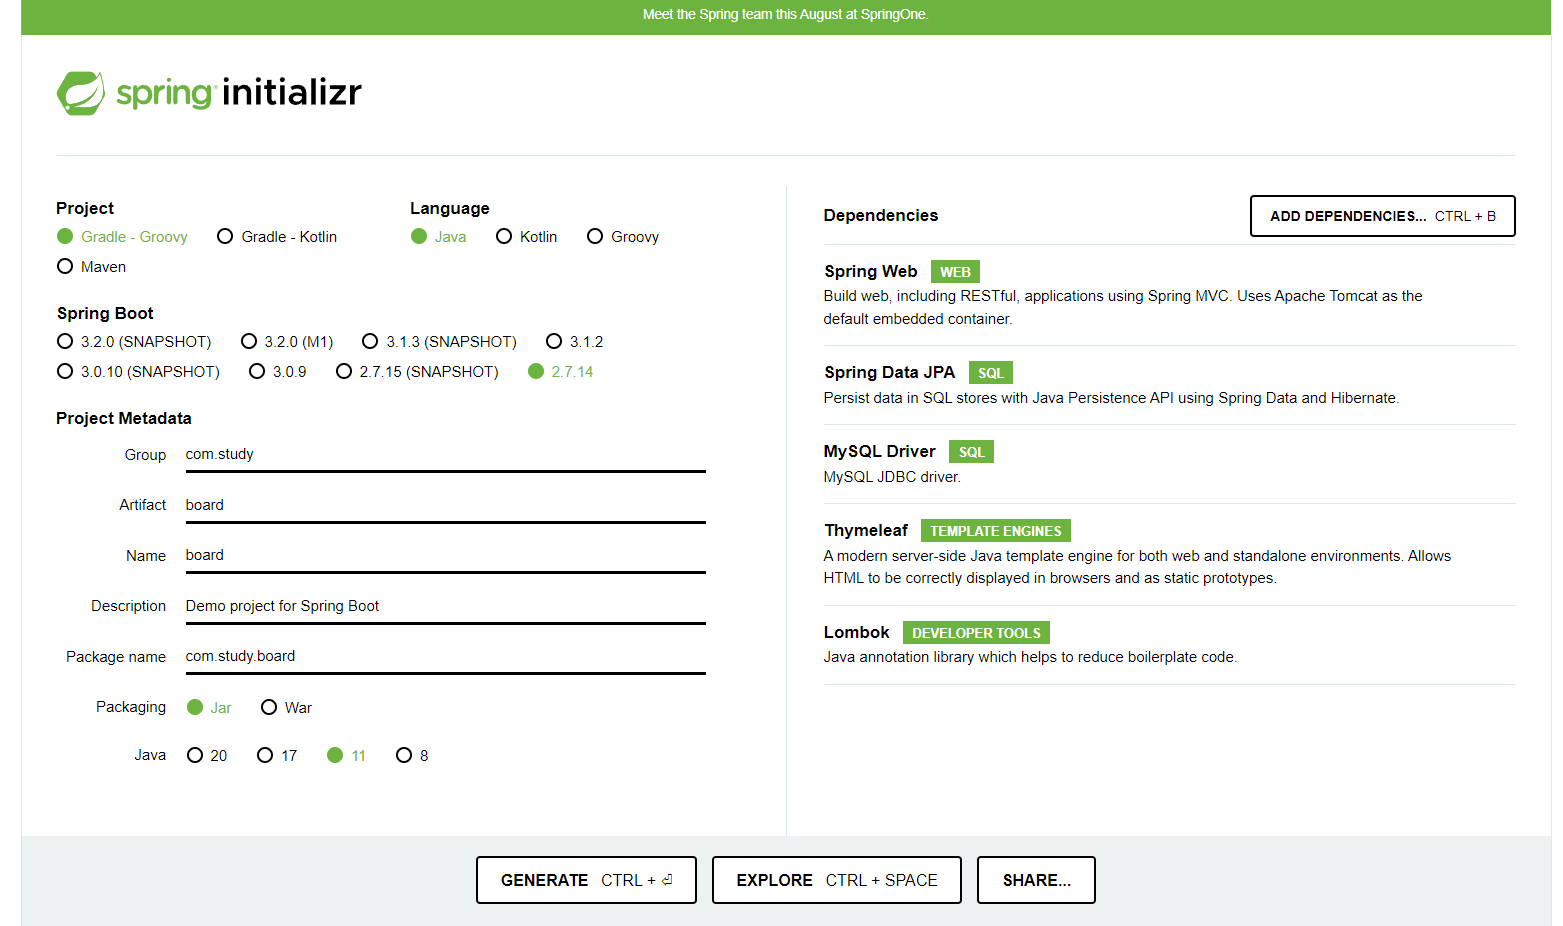 Meet the Spring team this August at SpringOne.
spring initializr
Project
Gradle - Groovy Gradle - Kotlin
Maven
Language
Java Kotlin Groovy
Spring Boot
3.2.0 (SNAPSHOT) 3.2.0 (M1) 3.1.3 (SNAPSHOT) 3.1.2
3.0.10 (SNAPSHOT) 3.0.9 2.7.15 (SNAPSHOT) 2.7.14
Project Metadata
Group com.study
Artifact board
Name board
Description Demo project for Spring Boot
Package name com.study.board
Packaging Jar War
Java 20 17 11 8
Dependencies ADD DEPENDENCIES... CTRL + B
Spring Web WEB
Build web, including RESTful, applications using Spring MVC. Uses Apache Tomcat as the
default embedded container.
Spring Data JPA SQL
Persist data in SQL stores with Java Persistence API using Spring Data and Hibernate.
MySQL Driver SQL
MySQL JDBC driver.
Thymeleaf TEMPLATE ENGINES
A modern server-side Java template engine for both web and standalone environments. Allows
HTML to be correctly displayed in browsers and as static prototypes.
Lombok DEVELOPER TOOLS
Java annotation library which helps to reduce boilerplate code.
GENERATE CTRL + ⏎ EXPLORE CTRL + SPACE SHARE...